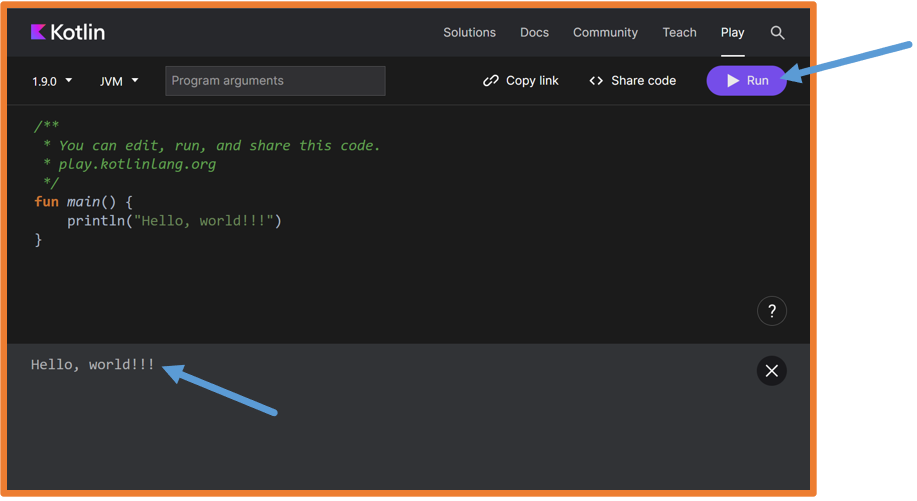 Kotlin
Solutions Docs Community Teach Play
1.9.0 JVM Program arguments Copy link Share code Run
/**
 * You can edit, run, and share this code.
 * play.kotlinlang.org
 */
fun main() {
    println("Hello, world!!!")
}
?
Hello, world!!!